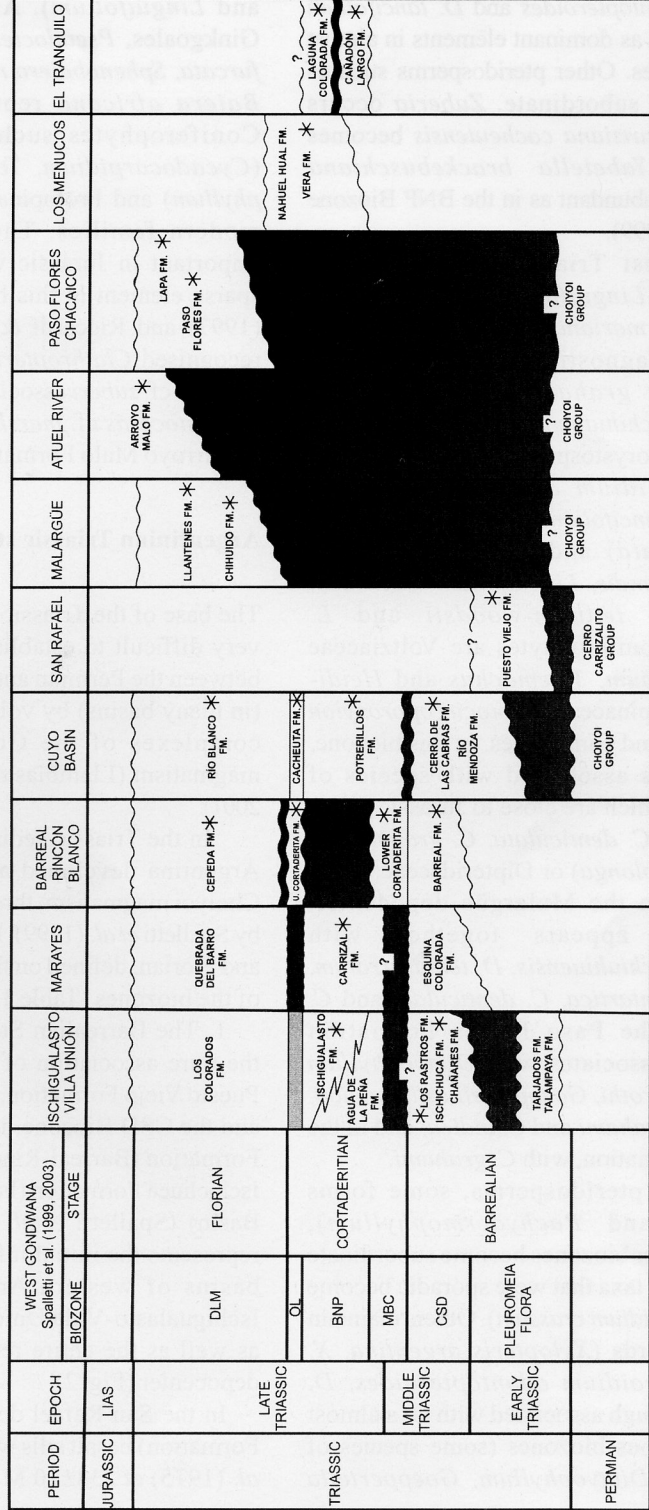 PERIOD
EPOCH
WEST GONDWANA
Spalletti et al. (1999, 2003)
BIOZONE
STAGE
ISCHIGUALASTO
VILLA UNIÓN
MARAYES
BARREAL
RINCÓN
BLANCO
CUYO
BASIN
SAN RAFAEL
MALARGÜE
ATUEL RIVER
PASO FLORES
CHACAICO
LOS MENUCOS
EL TRANQUILO
JURASSIC
LIAS
TRIASSIC
PERMIAN
LATE
TRIASSIC
MIDDLE
TRIASSIC
EARLY
TRIASSIC
DLM
QL
BNP
MBC
CSD
PLEUROMEIA
FLORA
FLORIAN
CORTADERITIAN
BARREALIAN
LOS
COLORADOS
FM.
ISCHIGUALASTO
FM.
AGUA DE
LA PEÑA
FM.
?
LOS RASTROS FM.
ISCHICHUCA FM.
CHAÑARES FM.
TARJADOS FM.
TALAMPAYA FM.
QUEBRADA
DEL BARRO
FM.
CARRIZAL
FM.
?
ESQUINA
COLORADA
FM.
CEPEDA FM.
U. CORTADERITA FM.
LOWER
CORTADERITA FM.
BARREAL FM.
RÍO BLANCO
FM.
CACHEUTA FM.
POTRERILLOS
FM.
CERRO DE
LAS CABRAS FM.
RÍO
MENDOZA FM.
CHOIYOI
GROUP
?
PUESTO VIEJO FM.
CERRO
CARRIZALITO
GROUP
LLANTENES FM.
CHIHUIDO FM.
?
CHOIYOI
GROUP
ARROYO
MALO FM.
?
CHOIYOI
GROUP
LAPA FM.
PASO
FLORES FM.
?
CHOIYOI
GROUP
NAHUEL HUAL FM.
VERA FM.
?
LAGUNA
COLORADA FM.
CAÑADÓN
LARGO FM.
?